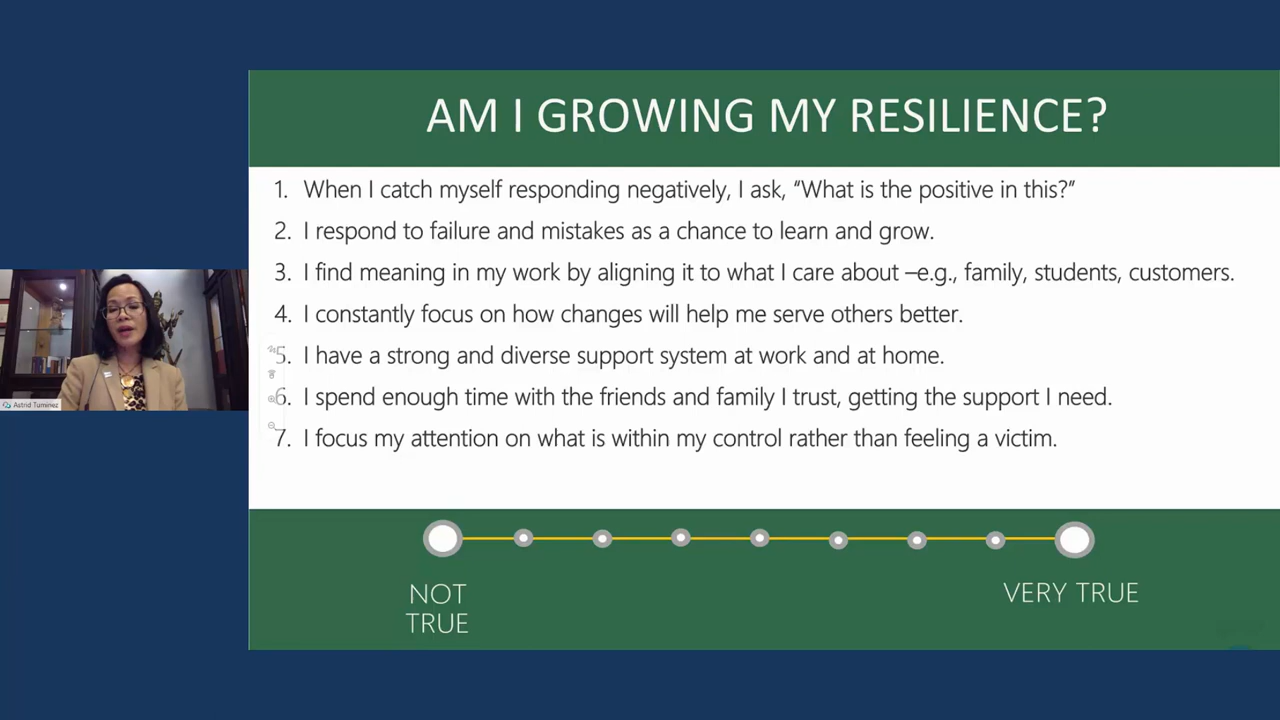 AM I GROWING MY RESILIENCE?
1. When I catch myself responding negatively, I ask, “What is the positive in this?”
2. I respond to failure and mistakes as a chance to learn and grow.
3. I find meaning in my work by aligning it to what I care about –e.g., family, students, customers.
4. I constantly focus on how changes will help me serve others better.
5. I have a strong and diverse support system at work and at home.
6. I spend enough time with the friends and family I trust, getting the support I need.
7. I focus my attention on what is within my control rather than feeling a victim.
Astrid Tuminez
NOT
TRUE
VERY TRUE